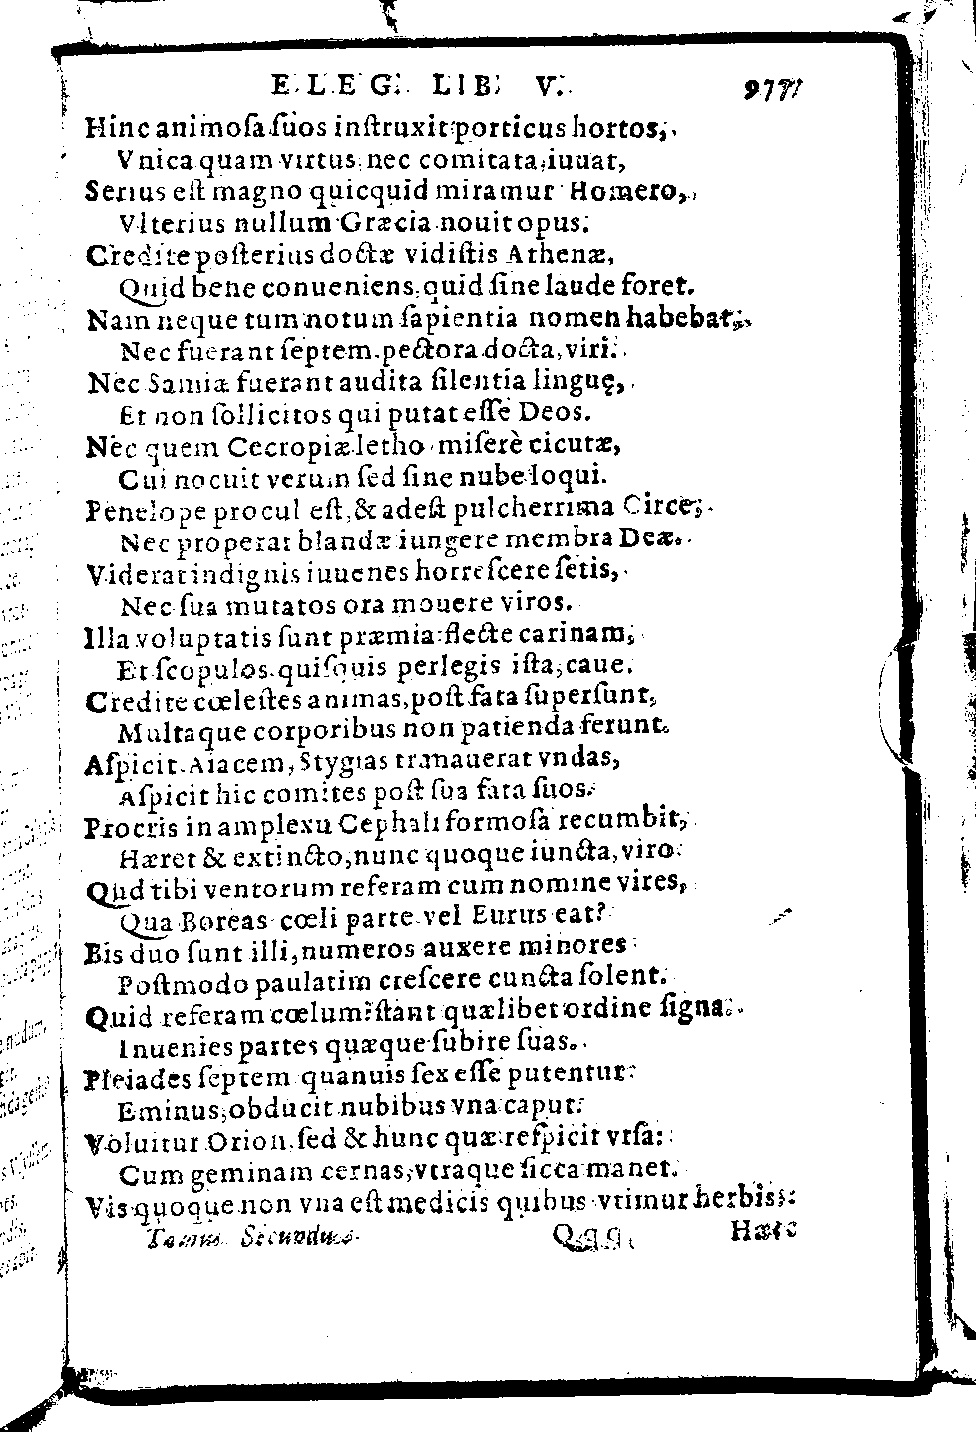 ELEG. LIB. V. 977
Hinc animoſa ſuos inſtruxit porticus hortos,
Vnica quam virtus nec comitata, iuuat,
Serius eſt magno quicquid miramur Homero,
Vlterius nullum Græcia nouit opus.
Credite poſterius doctæ vidiſtis Athenæ,
Quid bene conueniens, quid ſine laude foret.
Nam neque tum notum ſapientia nomen habebat,
Nec fuerant ſeptem pectora docta, viri.
Nec Samiæ fuerant audita ſilentia linguę,
Et non ſollicitos qui putat eſſe Deos.
Nec quem Cecropiæ letho miſerè cicutæ,
Cui nocuit verum ſed ſine nube loqui.
Penelope procul eſt, & adeſt pulcherrima Circe,
Nec properat blandæ iungere membra Deæ.
Viderat indignis iuuenes horreſcere ſetis,
Nec ſua mutatos ora mouere viros.
Illa voluptatis ſunt præmia: flecte carinam,
Et ſcopulos quiſquis perlegis iſta, caue.
Credite cœleſtes animas, poſt fata ſuperſunt,
Multaque corporibus non patienda ferunt.
Aſpicit Aiacem, Stygias tranauerat vndas,
Aſpicit hic comites poſt ſua fata ſuos.
Procris in amplexu Cephali formoſa recumbit,
Hæret & extincto, nunc quoque iuncta, viro.
Qũd tibi ventorum referam cum nomine vires,
Qua Boreas cœli parte vel Eurus eat?
Bis duo ſunt illi, numeros auxere minores
Poſtmodo paulatim creſcere cuncta ſolent.
Quid referam cœlum? ſtant quælibet ordine ſigna:
Inuenies partes quæque ſubire ſuas.
Pleiades ſeptem quanuis ſex eſſe putentur:
Eminus, obducit nubibus vna caput.
Voluitur Orion ſed & hunc quæ reſpicit vrſa:
Cum geminam cernas, vtraque ſicca manet.
Vis quoque non vna eſt medicis quibus vtimur herbis:
Tomus Secundus. Qqq Hæc